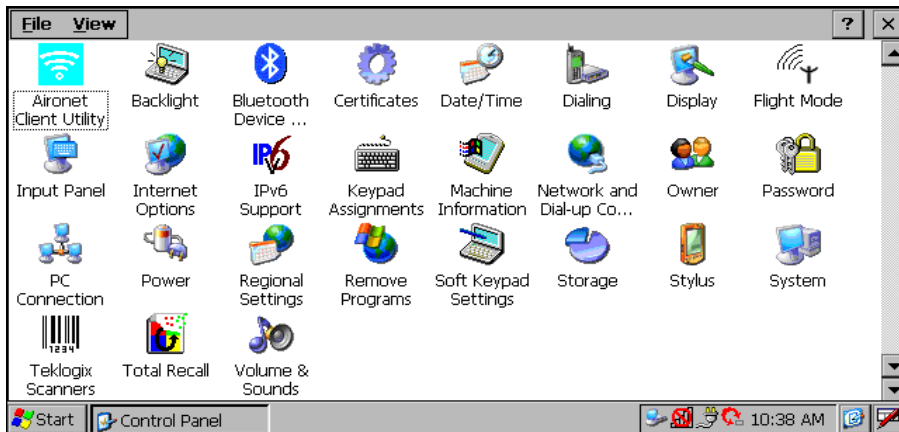 File View ?
Aironet Client Utility
Backlight
Bluetooth Device ...
Certificates
Date/Time
Dialing
Display
Flight Mode
Input Panel
Internet Options
IPv6
IPv6 Support
Keypad Assignments
Machine Information
Network and Dial-up Co...
Owner
Password
PC Connection
Power
Regional Settings
Remove Programs
Soft Keypad Settings
Storage
Stylus
System
1234
Teklogix Scanners
Total Recall
Volume & Sounds
Start Control Panel 10:38 AM